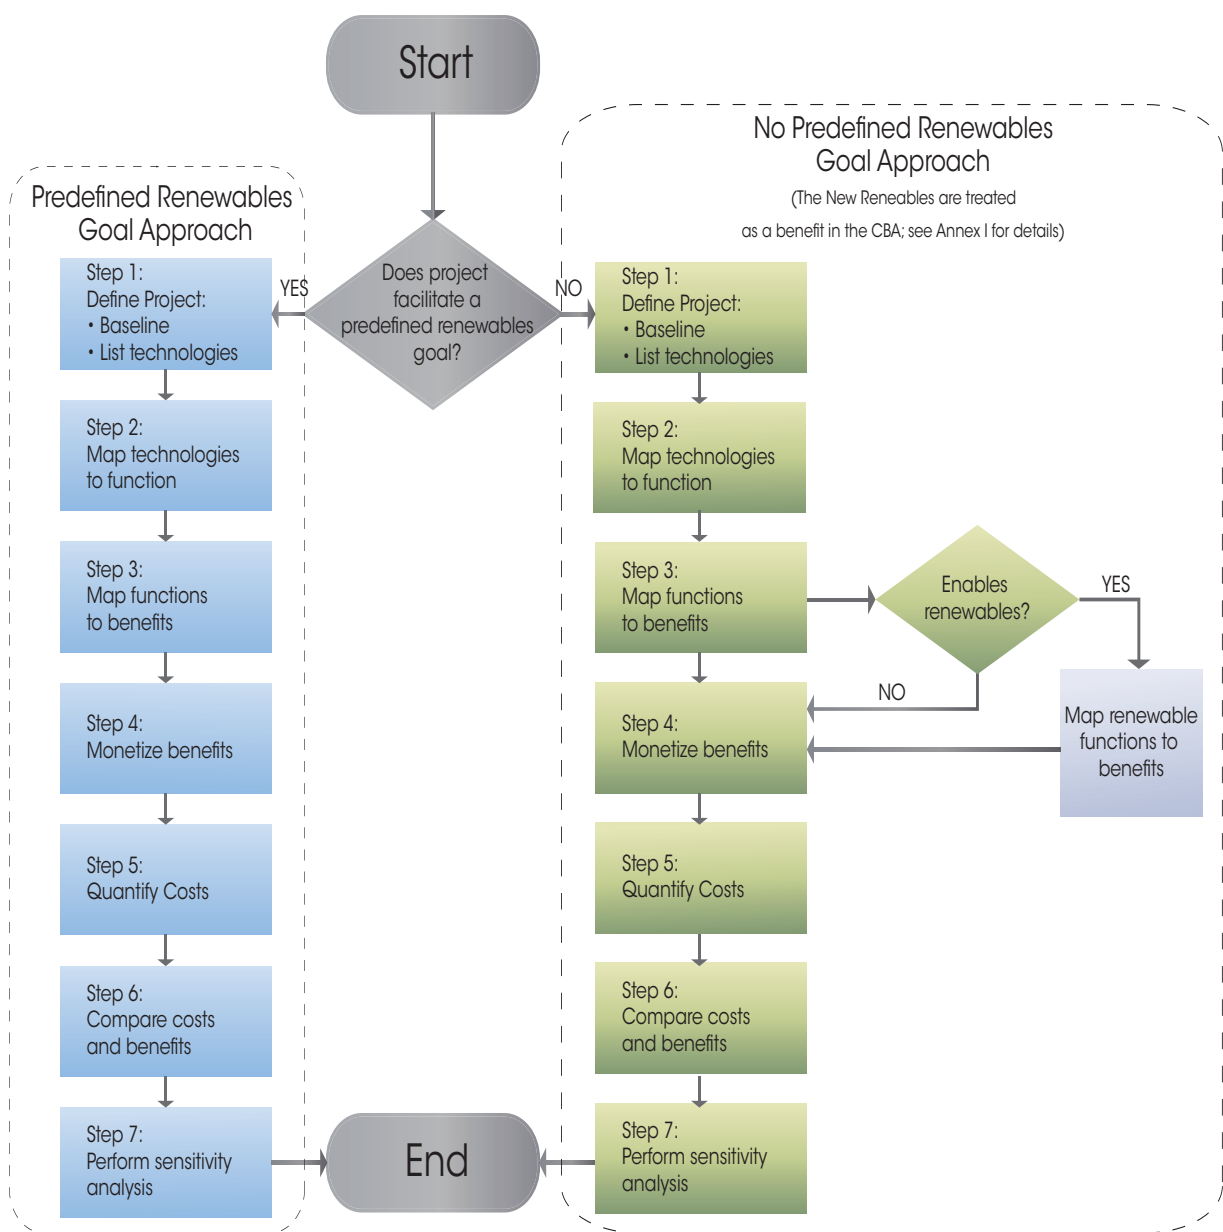 Start
Does project
facilitate a
predefined renewables
goal?
YES
NO
Predefined Renewables
Goal Approach
Step 1:
Define Project:
• Baseline
• List technologies
Step 2:
Map technologies
to function
Step 3:
Map functions
to benefits
Step 4:
Monetize benefits
Step 5:
Quantify Costs
Step 6:
Compare costs
and benefits
Step 7:
Perform sensitivity
analysis
No Predefined Renewables
Goal Approach
(The New Reneables are treated
as a benefit in the CBA; see Annex I for details)
Step 1:
Define Project:
• Baseline
• List technologies
Step 2:
Map technologies
to function
Step 3:
Map functions
to benefits
Enables
renewables?
YES
NO
Map renewable
functions to
benefits
Step 4:
Monetize benefits
Step 5:
Quantify Costs
Step 6:
Compare costs
and benefits
Step 7:
Perform sensitivity
analysis
End